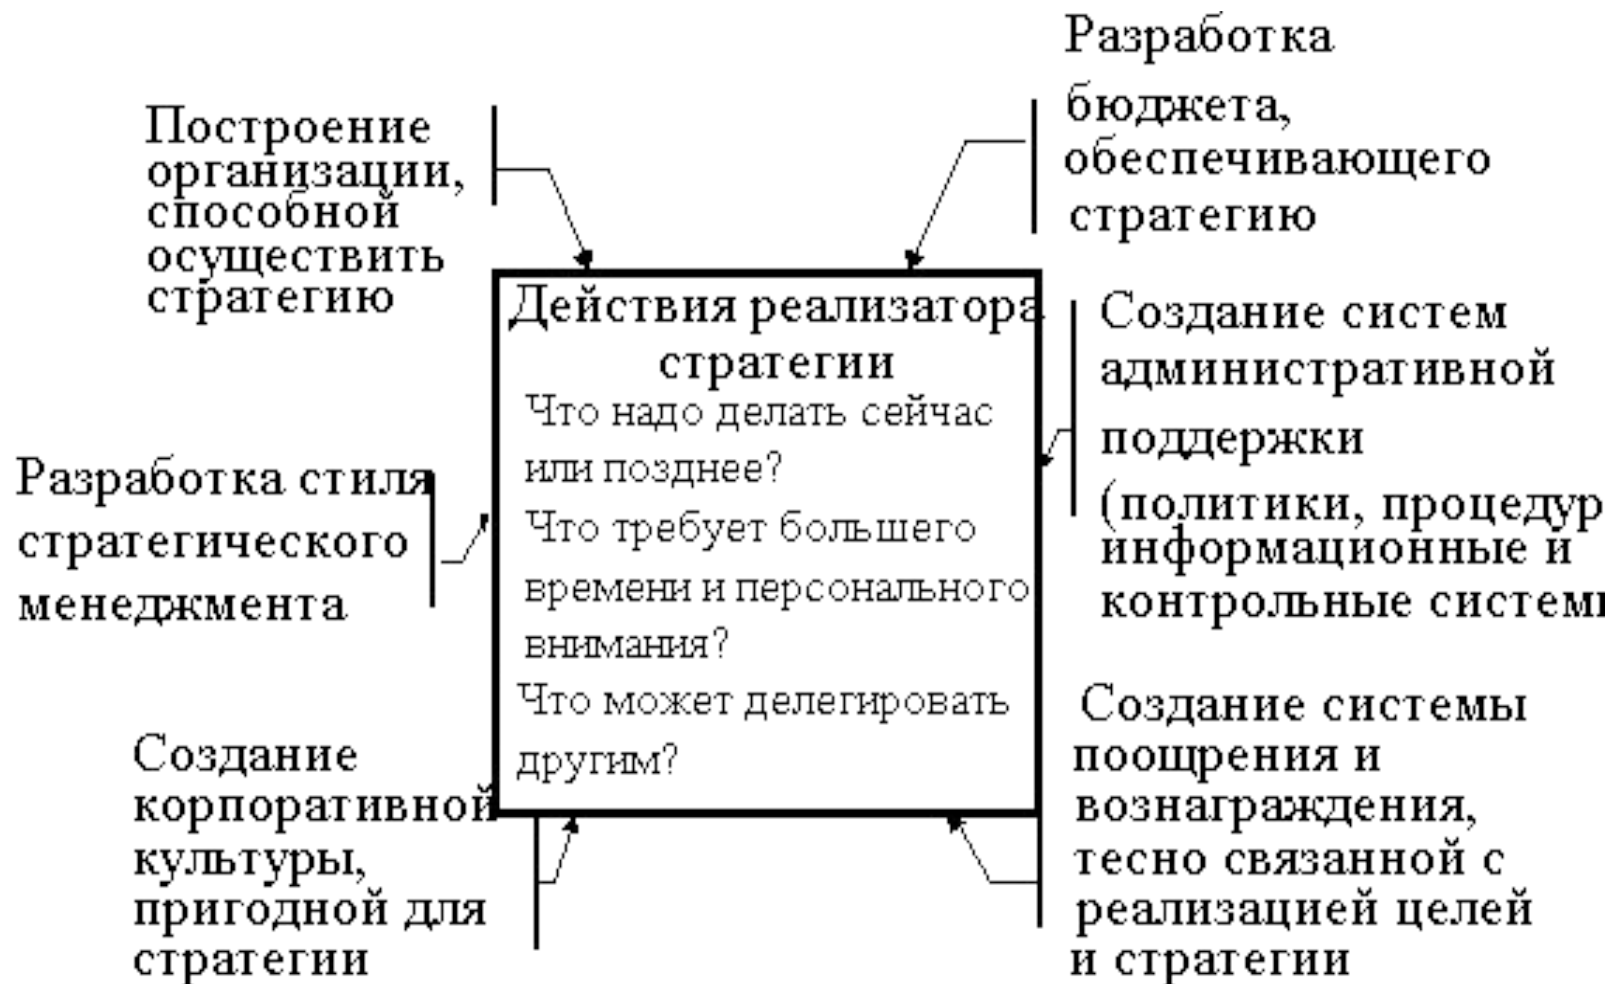 Построение
организации,
способной
осуществить
стратегию
Разработка
бюджета,
обеспечивающего
стратегию
Действия реализатора
стратегии
Что надо делать сейчас
или позднее?
Что требует большего
времени и персонального
внимания?
Что может делегировать
другим?
Создание систем
административной
поддержки
(политики, процедур
информационные и
контрольные
Разработка стиля
стратегического
менеджмента
Создание
корпоративной
культуры,
пригодной для
стратегии
Создание системы
поощрения и
вознаграждения,
тесно связанной с
реализацией целей
и стратегии